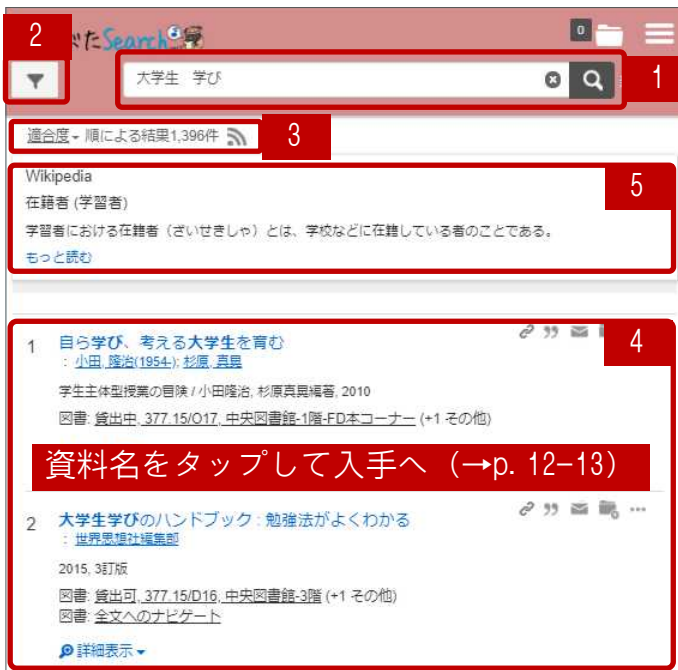 2
たSearch
0
大学生 学び
1
適合度 順による結果1,396件
3
Wikipedia
5
在籍者 (学習者)
学習者における在籍者（ざいせきしゃ）とは、学校などに在籍している者のことである。
もっと読む
4
1 自ら学び、考える大学生を育む
: 小田, 隆治(1954-); 杉原, 真晃
学生主体型授業の冒険 / 小田隆治, 杉原真晃編著, 2010
図書: 貸出中, 377.15/O17, 中央図書館-1階-FD本コーナー (+1 その他)
資料名をタップして入手へ（→p. 12-13）
2 大学生学びのハンドブック : 勉強法がよくわかる
: 世界思想社編集部
2015, 3訂版
図書: 貸出可, 377.15/D16, 中央図書館-3階 (+1 その他)
図書: 全文へのナビゲート
詳細表示